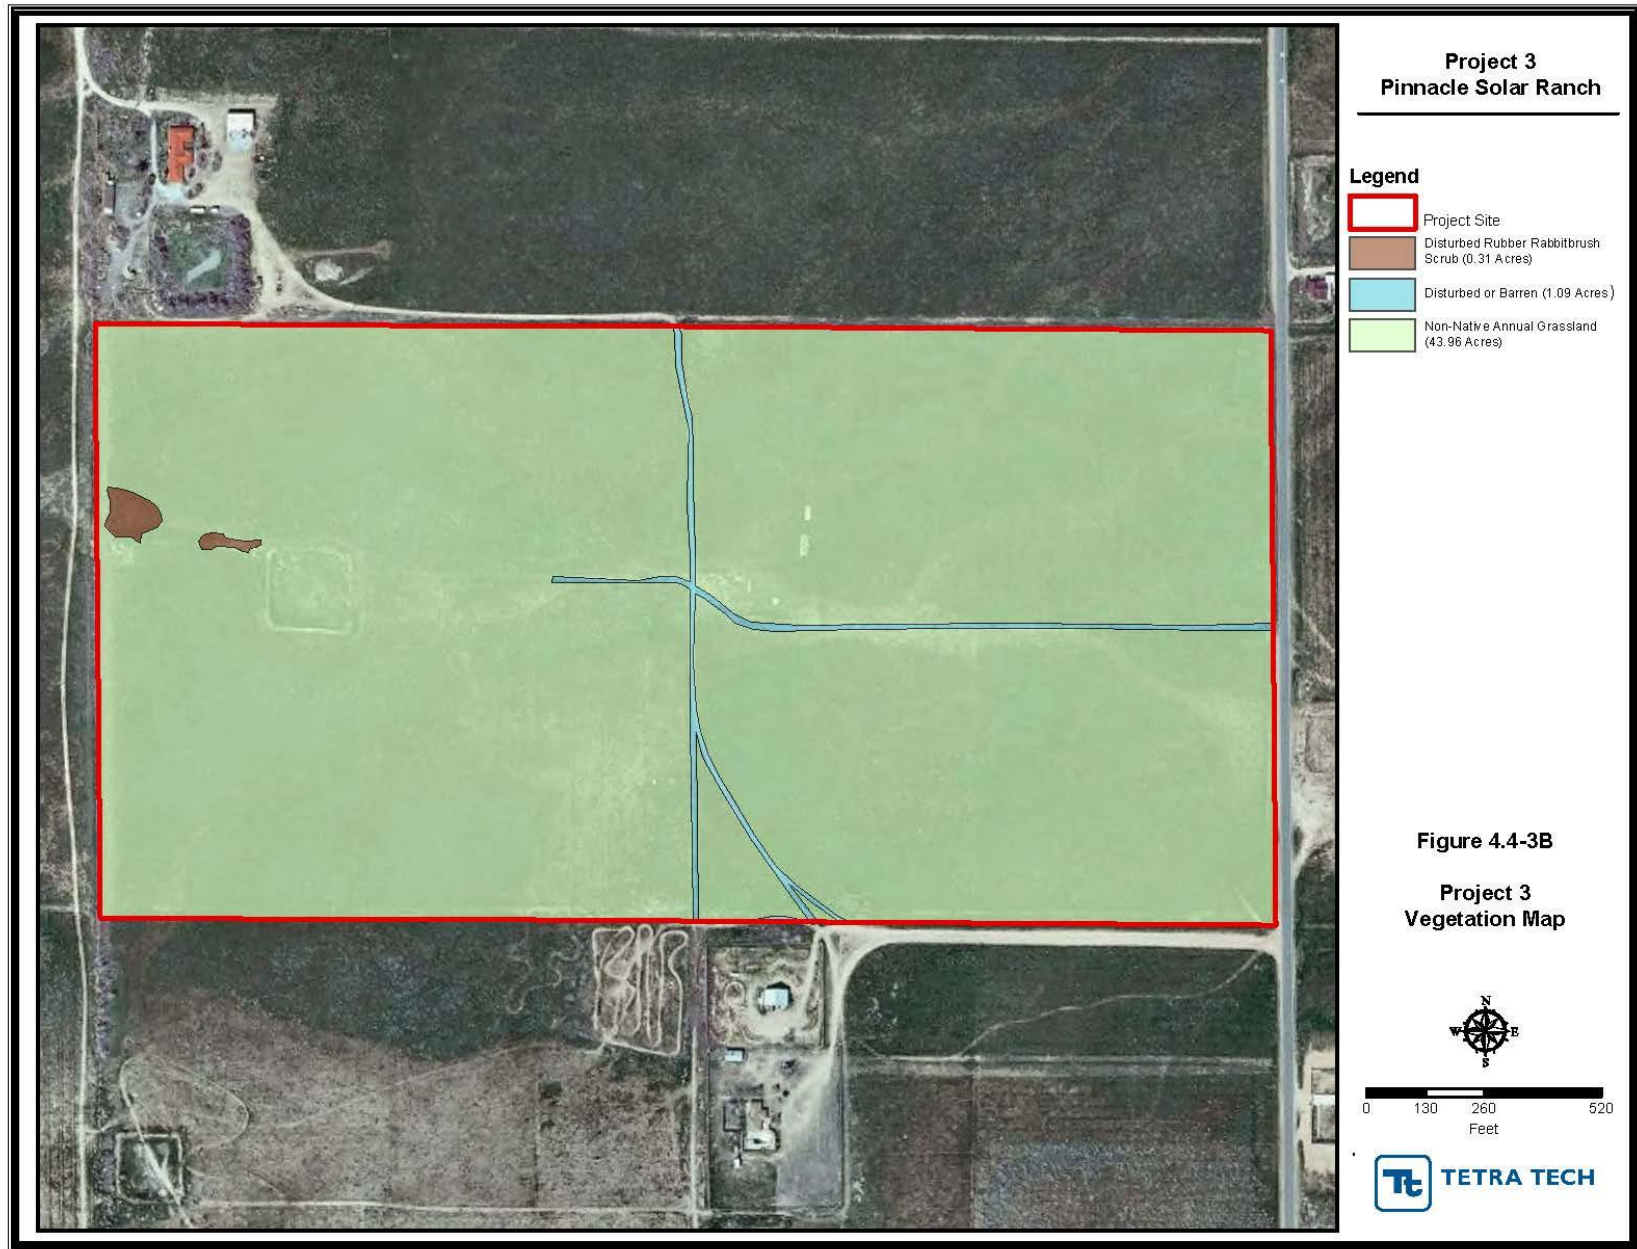 Project 3
Pinnacle Solar Ranch
Legend
Project Site
Disturbed Rubber Rabbitbrush
Scrub (0.31 Acres)
Disturbed or Barren (1.09 Acres)
Non-Native Annual Grassland
(43.96 Acres)
Figure 4.4-3B
Project 3
Vegetation Map
N
W E
S
0 130 260 520
Feet
Tt TETRA TECH